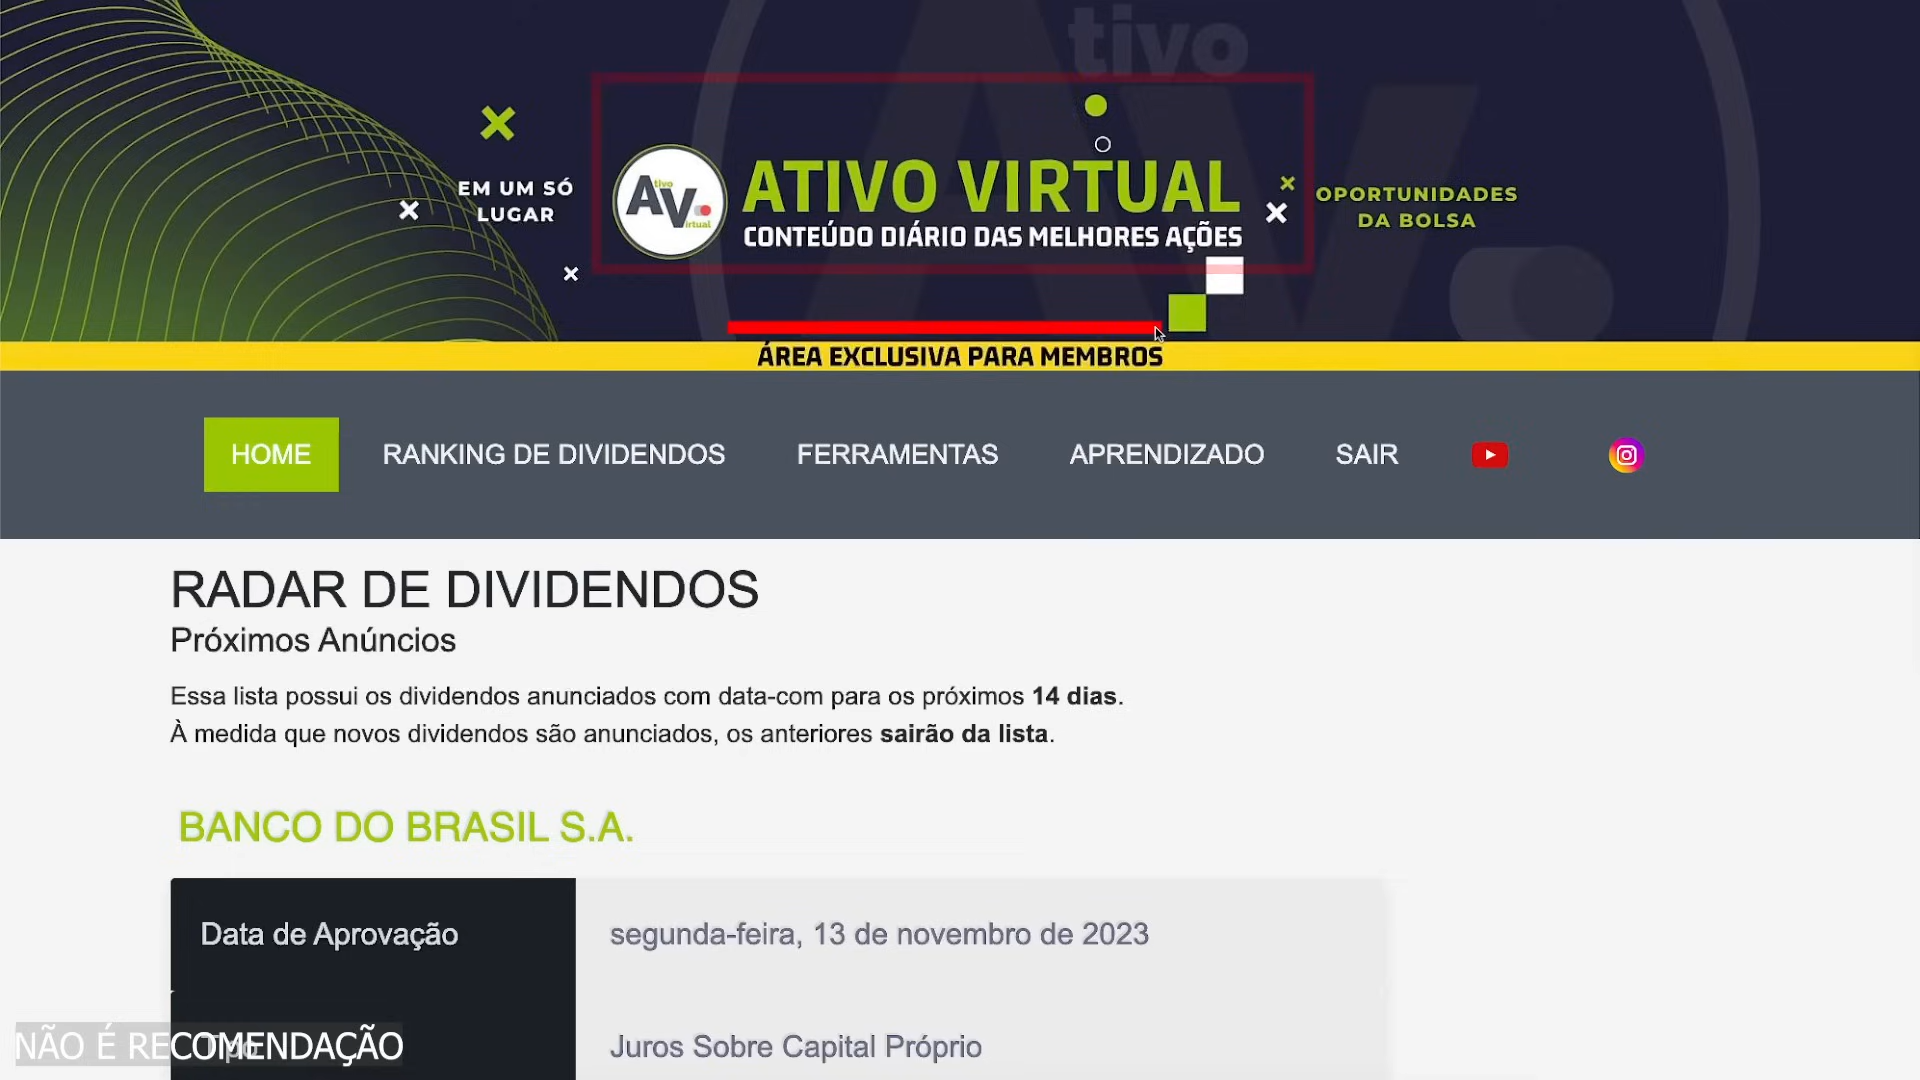 tivo
EM UM SÓ
LUGAR
Ativo
Virtual
ATIVO VIRTUAL
CONTEÚDO DIÁRIO DAS MELHORES AÇÕES
OPORTUNIDADES
DA BOLSA
ÁREA EXCLUSIVA PARA MEMBROS
HOME RANKING DE DIVIDENDOS FERRAMENTAS APRENDIZADO SAIR
RADAR DE DIVIDENDOS
Próximos Anúncios
Essa lista possui os dividendos anunciados com data-com para os próximos 14 dias.
À medida que novos dividendos são anunciados, os anteriores sairão da lista.
BANCO DO BRASIL S.A.
Data de Aprovação segunda-feira, 13 de novembro de 2023
Tipo Juros Sobre Capital Próprio
NÃO É RECOMENDAÇÃO